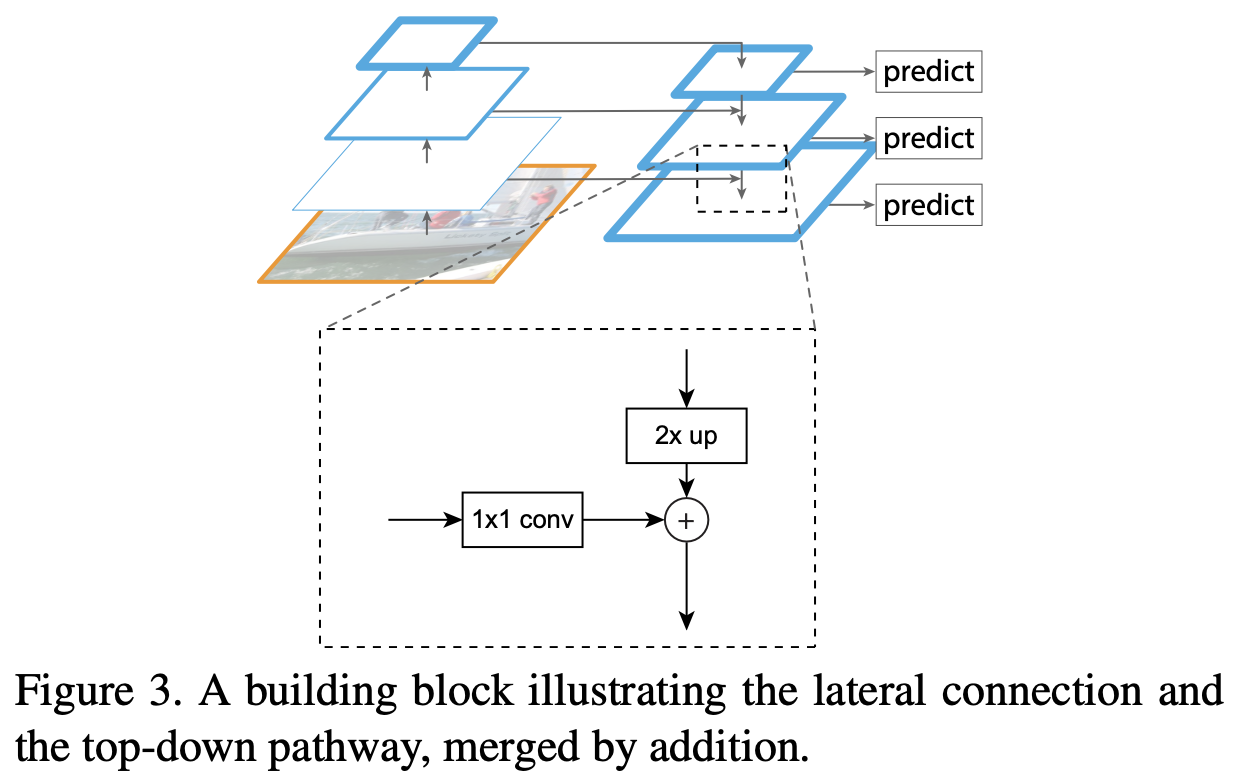 predict
predict
predict
2x up
1x1 conv
+
Figure 3. A building block illustrating the lateral connection and
the top-down pathway, merged by addition.